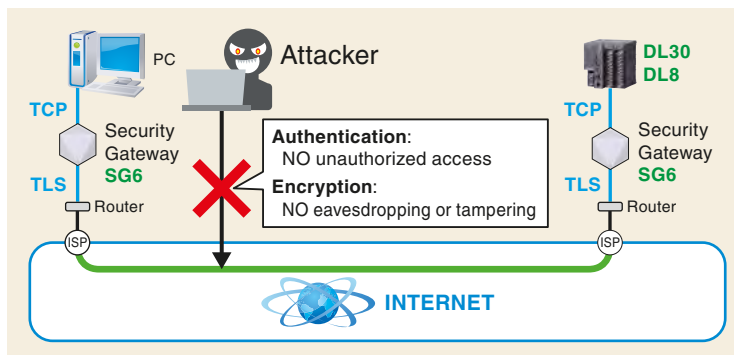 PC
Attacker
DL30
DL8
TCP
TCP
Security
Gateway
SG6
Authentication:
NO unauthorized access
Encryption:
NO eavesdropping or tampering
Security
Gateway
SG6
TLS
TLS
Router
Router
ISP
ISP
INTERNET